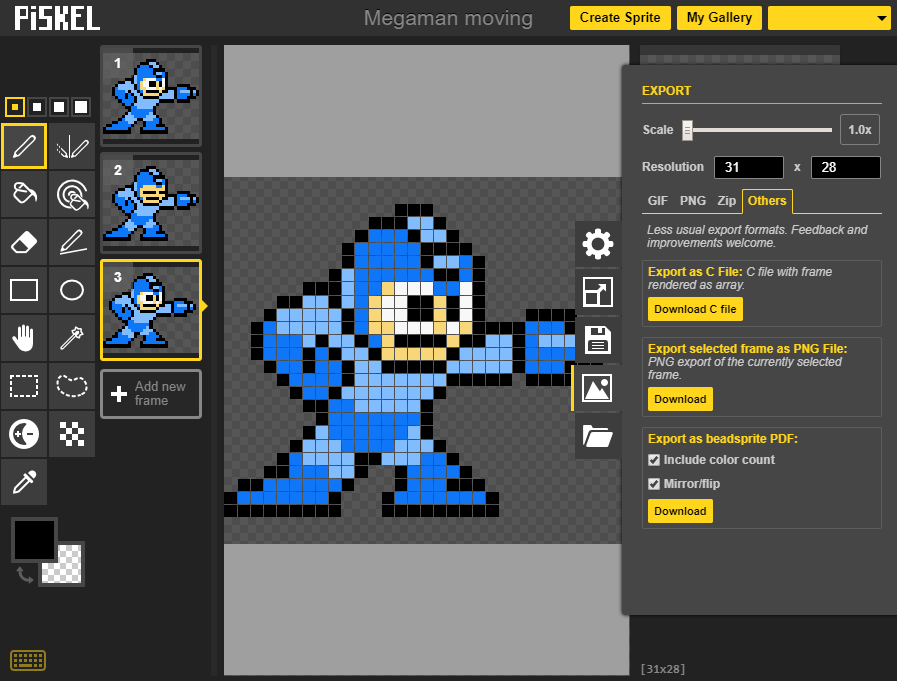 PiSKEL
Megaman moving
Create Sprite
My Gallery
1
2
3
Add new
frame
EXPORT
Scale
1.0x
Resolution 31 x 28
GIF PNG Zip Others
Less usual export formats. Feedback and
improvements welcome.
Export as C File: C file with frame
rendered as array.
Download C file
Export selected frame as PNG File:
PNG export of the currently selected
frame.
Download
Export as beadsprite PDF:
Include color count
Mirror/flip
Download
[31x28]